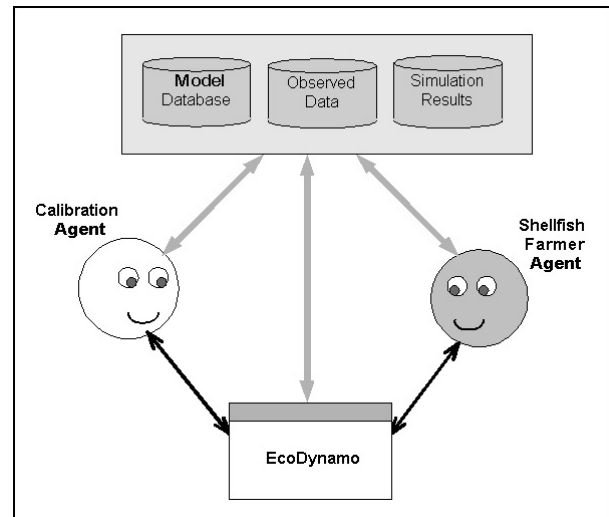 Model
Database
Observed
Data
Simulation
Results
Calibration
Agent
Shellfish
Farmer
Agent
EcoDynamo